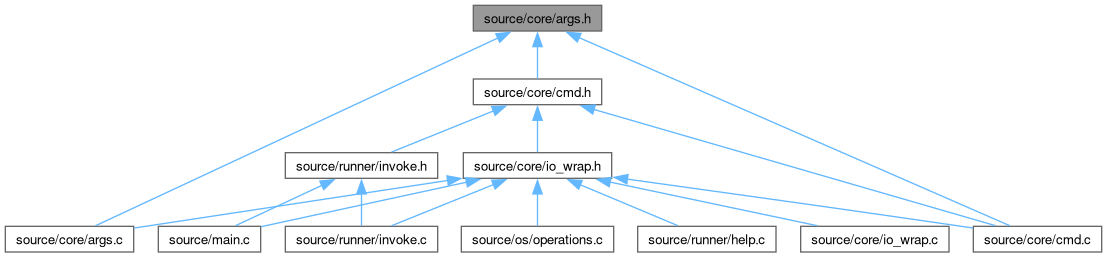 source/core/args.h
source/core/cmd.h
source/runner/invoke.h
source/core/io_wrap.h
source/core/args.c
source/main.c
source/runner/invoke.c
source/os/operations.c
source/runner/help.c
source/core/io_wrap.c
source/core/cmd.c